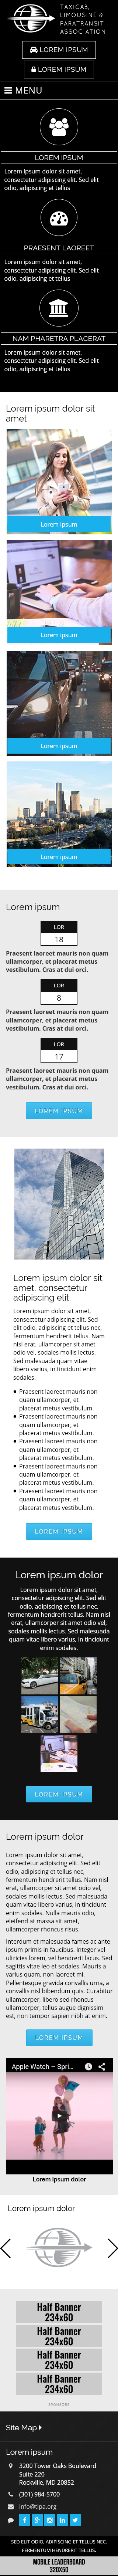 TAXICAB,
LIMOUSINE &
PARATRANSIT
ASSOCIATION
LOREM IPSUM
LOREM IPSUM
MENU
LOREM IPSUM
Lorem ipsum dolor sit amet,
consectetur adipiscing elit. Sed elit
odio, adipiscing et tellus
PRAESENT LAOREET
Lorem ipsum dolor sit amet,
consectetur adipiscing elit. Sed elit
odio, adipiscing et tellus
NAM PHARETRA PLACERAT
Lorem ipsum dolor sit amet,
consectetur adipiscing elit. Sed elit
odio, adipiscing et tellus
Lorem ipsum dolor sit
amet
Lorem ipsum
Lorem ipsum
Lorem ipsum
Lorem ipsum
Lorem ipsum
LOR
18
Praesent laoreet mauris non quam
ullamcorper, et placerat metus
vestibulum. Cras at dui orci.
LOR
8
Praesent laoreet mauris non quam
ullamcorper, et placerat metus
vestibulum. Cras at dui orci.
LOR
17
Praesent laoreet mauris non quam
ullamcorper, et placerat metus
vestibulum. Cras at dui orci.
LOREM IPSUM
Lorem ipsum dolor sit
amet, consectetur
adipiscing elit.
Lorem ipsum dolor sit amet,
consectetur adipiscing elit. Sed
elit odio, adipiscing et tellus nec,
fermentum hendrerit tellus. Nam
nisl erat, ullamcorper sit amet
odio vel, sodales mollis lectus.
Sed malesuada quam vitae
libero varius, in tincidunt enim
sodales.
Praesent laoreet mauris non
quam ullamcorper, et
placerat metus vestibulum.
Praesent laoreet mauris non
quam ullamcorper, et
placerat metus vestibulum.
Praesent laoreet mauris non
quam ullamcorper, et
placerat metus vestibulum.
Praesent laoreet mauris non
quam ullamcorper, et
placerat metus vestibulum.
Praesent laoreet mauris non
quam ullamcorper, et
placerat metus vestibulum.
LOREM IPSUM
Lorem ipsum dolor
Lorem ipsum dolor sit amet,
consectetur adipiscing elit. Sed elit
odio, adipiscing et tellus nec,
fermentum hendrerit tellus. Nam nisl
erat, ullamcorper sit amet odio vel,
sodales mollis lectus. Sed malesuada
quam vitae libero varius, in tincidunt
enim sodales.
LOREM IPSUM
Lorem ipsum dolor
Lorem ipsum dolor sit amet,
consectetur adipiscing elit. Sed elit
odio, adipiscing et tellus nec,
fermentum hendrerit tellus. Nam nisl
erat, ullamcorper sit amet odio vel,
sodales mollis lectus. Sed malesuada
quam vitae libero varius, in tincidunt
enim sodales. Nulla mauris odio,
eleifend at massa sit amet,
ullamcorper rhoncus risus.
Interdum et malesuada fames ac ante
ipsum primis in faucibus. Integer vel
ultricies lorem, vel hendrerit lacus. Sed
sagittis vitae leo et sodales. Mauris a
varius quam, non laoreet mi.
Pellentesque gravida convallis urna, a
convallis nisl bibendum quis. Curabitur
ullamcorper, libero sed rhoncus
ullamcorper, tellus augue dignissim
est, non tempor sapien nibh at enim.
LOREM IPSUM
Apple Watch – Spri...
Lorem ipsum dolor
Lorem ipsum dolor
Half Banner
234x60
Half Banner
234x60
Half Banner
234x60
Half Banner
234x60
SPONSORS
Site Map
Lorem ipsum
3200 Tower Oaks Boulevard
Suite 220
Rockville, MD 20852
(301) 984-5700
info@tlpa.org
SED ELIT ODIO, ADIPISCING ET TELLUS NEC,
FERMENTUM HENDRERIT TELLUS.
MOBILE LEADERBOARD
320X50